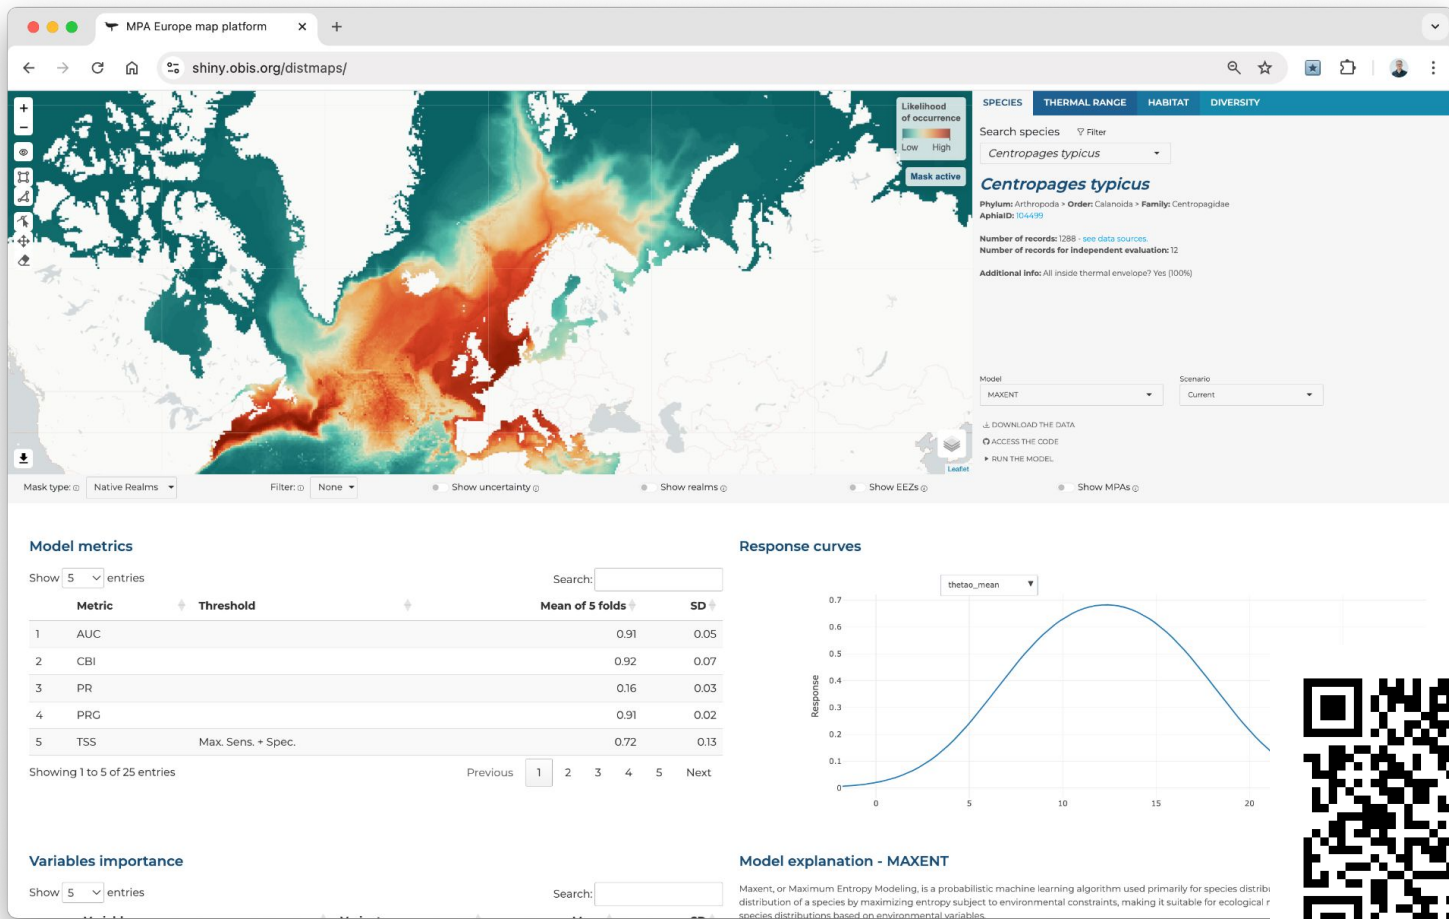 MPA Europe map platform
shiny.obis.org/distmaps/
Likelihood
of occurrence
Low High
Mask active
Leaflet
SPECIES THERMAL RANGE HABITAT DIVERSITY
Search species Filter
Centropages typicus
Centropages typicus
Phylum: Arthropoda > Order: Calanoida > Family: Centropagidae
AphiaID: 104499
Number of records: 1288 - see data sources.
Number of records for independent evaluation: 12
Additional info: All inside thermal envelope? Yes (100%)
Model Scenario
MAXENT Current
DOWNLOAD THE DATA
ACCESS THE CODE
RUN THE MODEL
Mask type: Native Realms Filter: None Show uncertainty Show realms Show EEZs Show MPAs
Model metrics
Show 5 entries Search:
Metric Threshold Mean of 5 folds SD
1 AUC 0.91 0.05
2 CBI 0.92 0.07
3 PR 0.16 0.03
4 PRG 0.91 0.02
5 TSS Max. Sens. + Spec. 0.72 0.13
Showing 1 to 5 of 25 entries Previous 1 2 3 4 5 Next
Response curves
thetao_mean
0.7
0.6
0.5
0.4
0.3
0.2
0.1
0
Response
0 5 10 15 20
Variables importance
Show 5 entries Search:
Model explanation - MAXENT
Maxent, or Maximum Entropy Modeling, is a probabilistic machine learning algorithm used primarily for species distribu
distribution of a species by maximizing entropy subject to environmental constraints, making it suitable for ecological r
species distributions based on environmental variables.